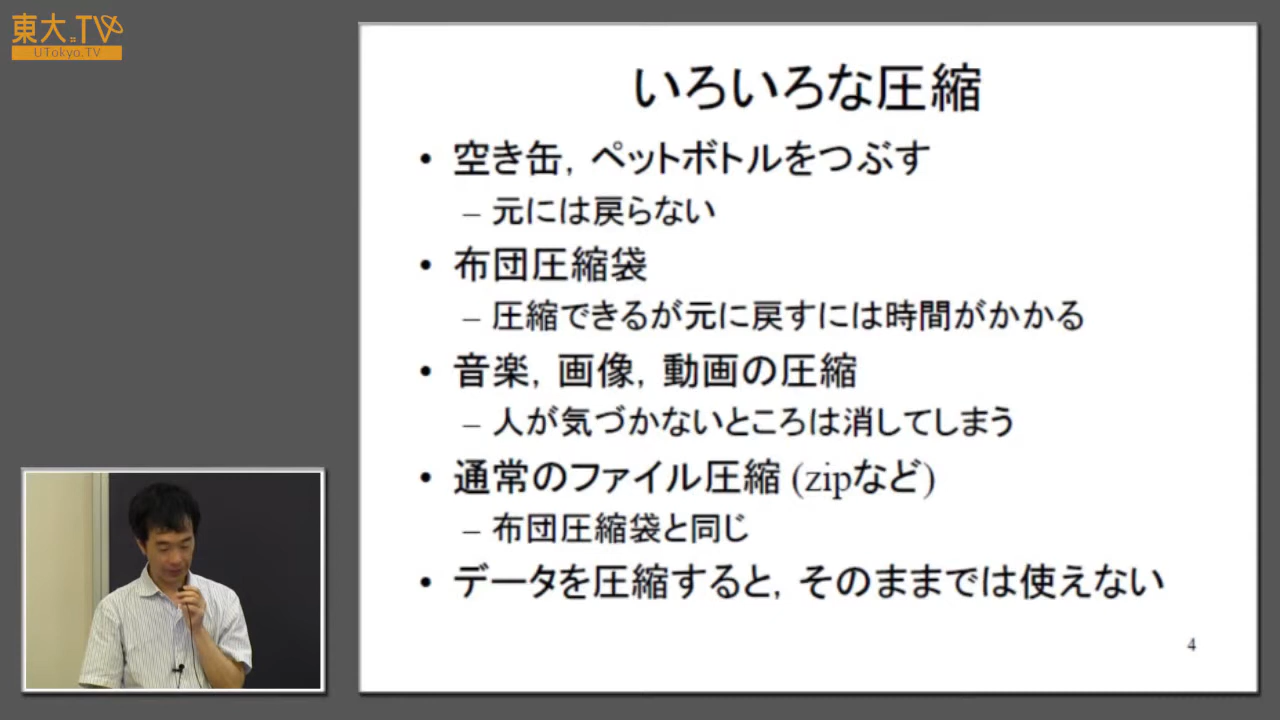 東大.TV
UTokyo.TV
いろいろな圧縮
• 空き缶，ペットボトルをつぶす
– 元には戻らない
• 布団圧縮袋
– 圧縮できるが元に戻すには時間がかかる
• 音楽，画像，動画の圧縮
– 人が気づかないところは消してしまう
• 通常のファイル圧縮 (zipなど)
– 布団圧縮袋と同じ
• データを圧縮すると，そのままでは使えない
4